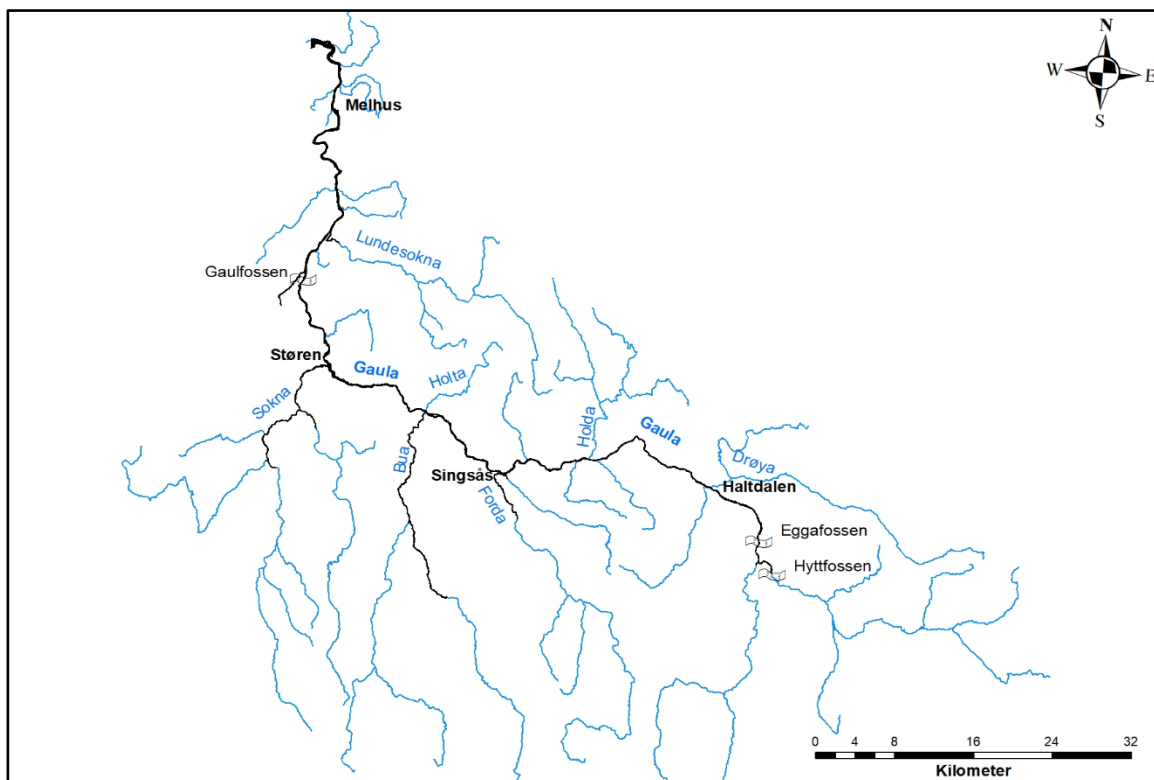 N
W
E
S
Melhus
Lundesokna
Gaulfossen
Støren
Gaula
Holta
Sokna
Holda
Gaula
Bua
Singsås
Forda
Drøya
Haltdalen
Eggafossen
Hyttfossen
0 4 8 16 24 32
Kilometer